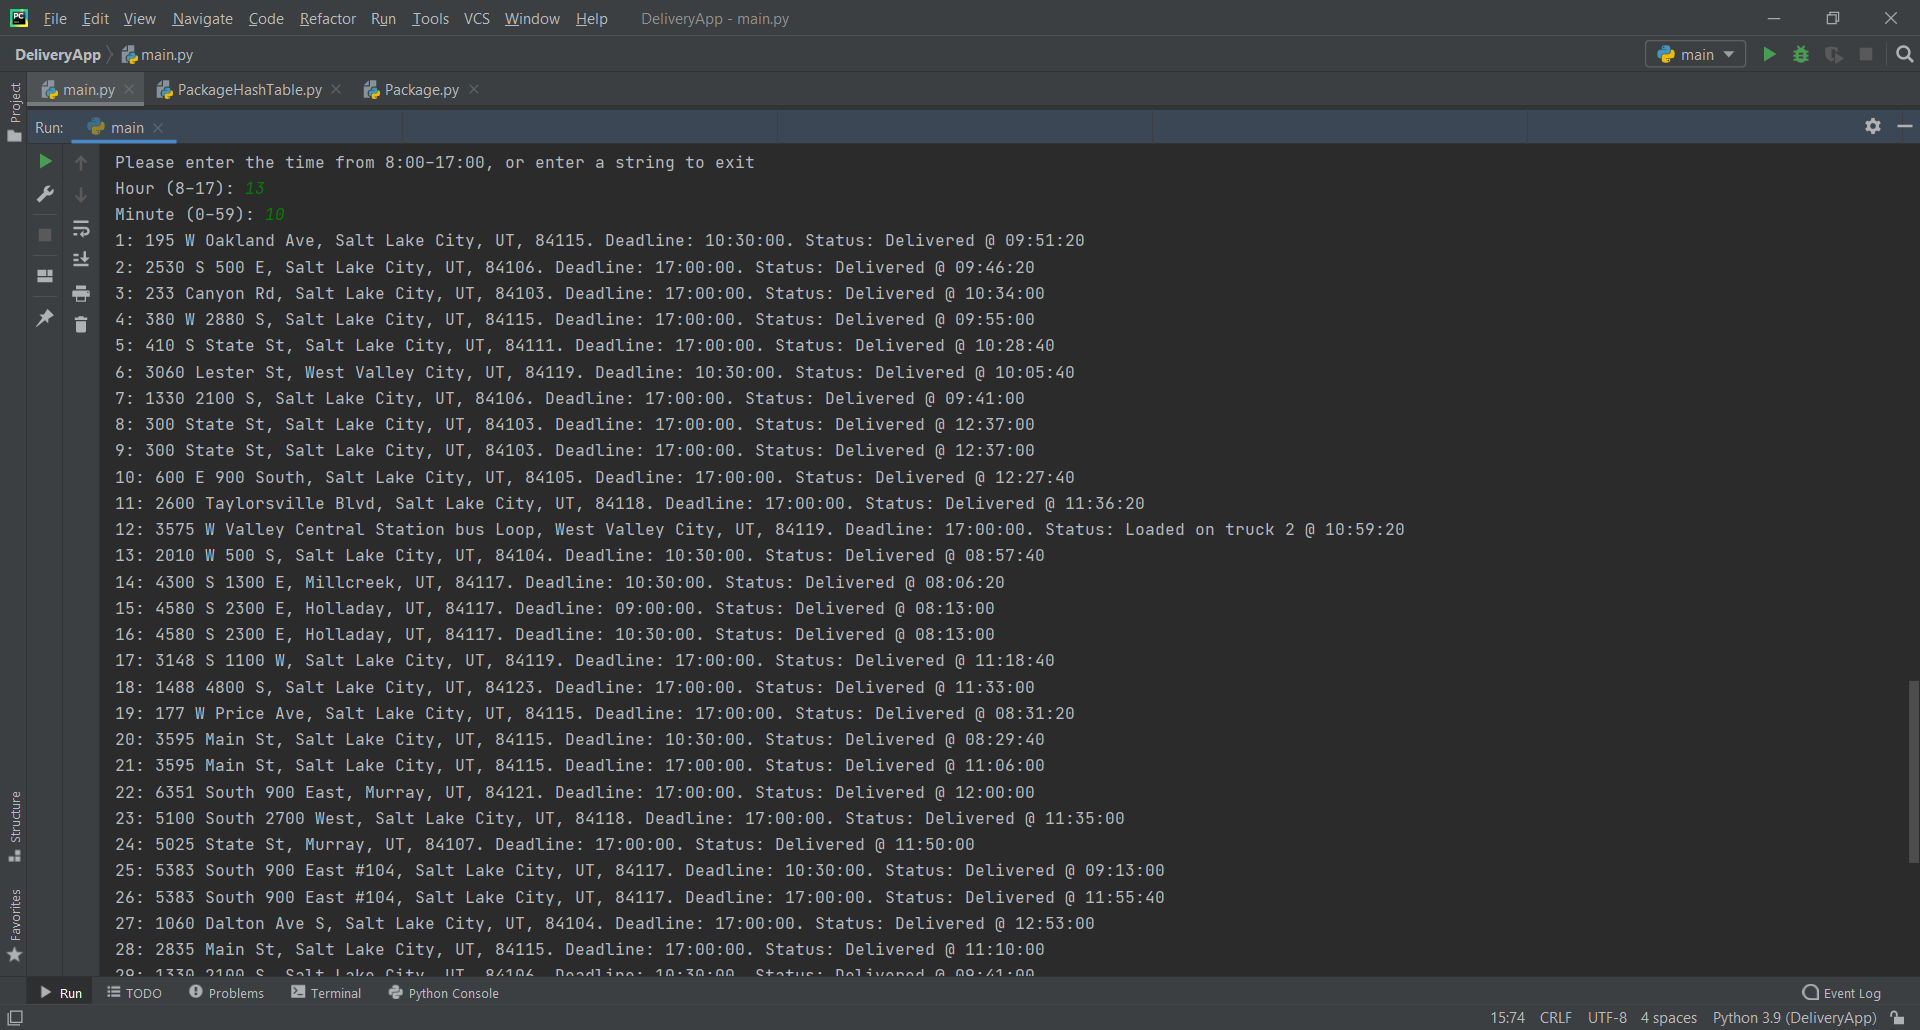 PC File Edit View Navigate Code Refactor Run Tools VCS Window Help DeliveryApp - main.py
DeliveryApp main.py main
Project
main.py PackageHashTable.py Package.py
Run: main
Please enter the time from 8:00-17:00, or enter a string to exit
Hour (8-17): 13
Minute (0-59): 10
1: 195 W Oakland Ave, Salt Lake City, UT, 84115. Deadline: 10:30:00. Status: Delivered @ 09:51:20
2: 2530 S 500 E, Salt Lake City, UT, 84106. Deadline: 17:00:00. Status: Delivered @ 09:46:20
3: 233 Canyon Rd, Salt Lake City, UT, 84103. Deadline: 17:00:00. Status: Delivered @ 10:34:00
4: 380 W 2880 S, Salt Lake City, UT, 84115. Deadline: 17:00:00. Status: Delivered @ 09:55:00
5: 410 S State St, Salt Lake City, UT, 84111. Deadline: 17:00:00. Status: Delivered @ 10:28:40
6: 3060 Lester St, West Valley City, UT, 84119. Deadline: 10:30:00. Status: Delivered @ 10:05:40
7: 1330 2100 S, Salt Lake City, UT, 84106. Deadline: 17:00:00. Status: Delivered @ 09:41:00
8: 300 State St, Salt Lake City, UT, 84103. Deadline: 17:00:00. Status: Delivered @ 12:37:00
9: 300 State St, Salt Lake City, UT, 84103. Deadline: 17:00:00. Status: Delivered @ 12:37:00
10: 600 E 900 South, Salt Lake City, UT, 84105. Deadline: 17:00:00. Status: Delivered @ 12:27:40
11: 2600 Taylorsville Blvd, Salt Lake City, UT, 84118. Deadline: 17:00:00. Status: Delivered @ 11:36:20
12: 3575 W Valley Central Station bus Loop, West Valley City, UT, 84119. Deadline: 17:00:00. Status: Loaded on truck 2 @ 10:59:20
13: 2010 W 500 S, Salt Lake City, UT, 84104. Deadline: 10:30:00. Status: Delivered @ 08:57:40
14: 4300 S 1300 E, Millcreek, UT, 84117. Deadline: 10:30:00. Status: Delivered @ 08:06:20
15: 4580 S 2300 E, Holladay, UT, 84117. Deadline: 09:00:00. Status: Delivered @ 08:13:00
16: 4580 S 2300 E, Holladay, UT, 84117. Deadline: 10:30:00. Status: Delivered @ 08:13:00
17: 3148 S 1100 W, Salt Lake City, UT, 84119. Deadline: 17:00:00. Status: Delivered @ 11:18:40
18: 1488 4800 S, Salt Lake City, UT, 84123. Deadline: 17:00:00. Status: Delivered @ 11:33:00
19: 177 W Price Ave, Salt Lake City, UT, 84115. Deadline: 17:00:00. Status: Delivered @ 08:31:20
20: 3595 Main St, Salt Lake City, UT, 84115. Deadline: 10:30:00. Status: Delivered @ 08:29:40
21: 3595 Main St, Salt Lake City, UT, 84115. Deadline: 17:00:00. Status: Delivered @ 11:06:00
22: 6351 South 900 East, Murray, UT, 84121. Deadline: 17:00:00. Status: Delivered @ 12:00:00
23: 5100 South 2700 West, Salt Lake City, UT, 84118. Deadline: 17:00:00. Status: Delivered @ 11:35:00
24: 5025 State St, Murray, UT, 84107. Deadline: 17:00:00. Status: Delivered @ 11:50:00
25: 5383 South 900 East #104, Salt Lake City, UT, 84117. Deadline: 10:30:00. Status: Delivered @ 09:13:00
26: 5383 South 900 East #104, Salt Lake City, UT, 84117. Deadline: 17:00:00. Status: Delivered @ 11:55:40
27: 1060 Dalton Ave S, Salt Lake City, UT, 84104. Deadline: 17:00:00. Status: Delivered @ 12:53:00
28: 2835 Main St, Salt Lake City, UT, 84115. Deadline: 17:00:00. Status: Delivered @ 11:10:00
29: 1330 2100 S, Salt Lake City, UT, 84106. Deadline: 10:30:00. Status: Delivered @ 09:41:00
Structure
Favorites
Run TODO Problems Terminal Python Console Event Log
15:74 CRLF UTF-8 4 spaces Python 3.9 (DeliveryApp)